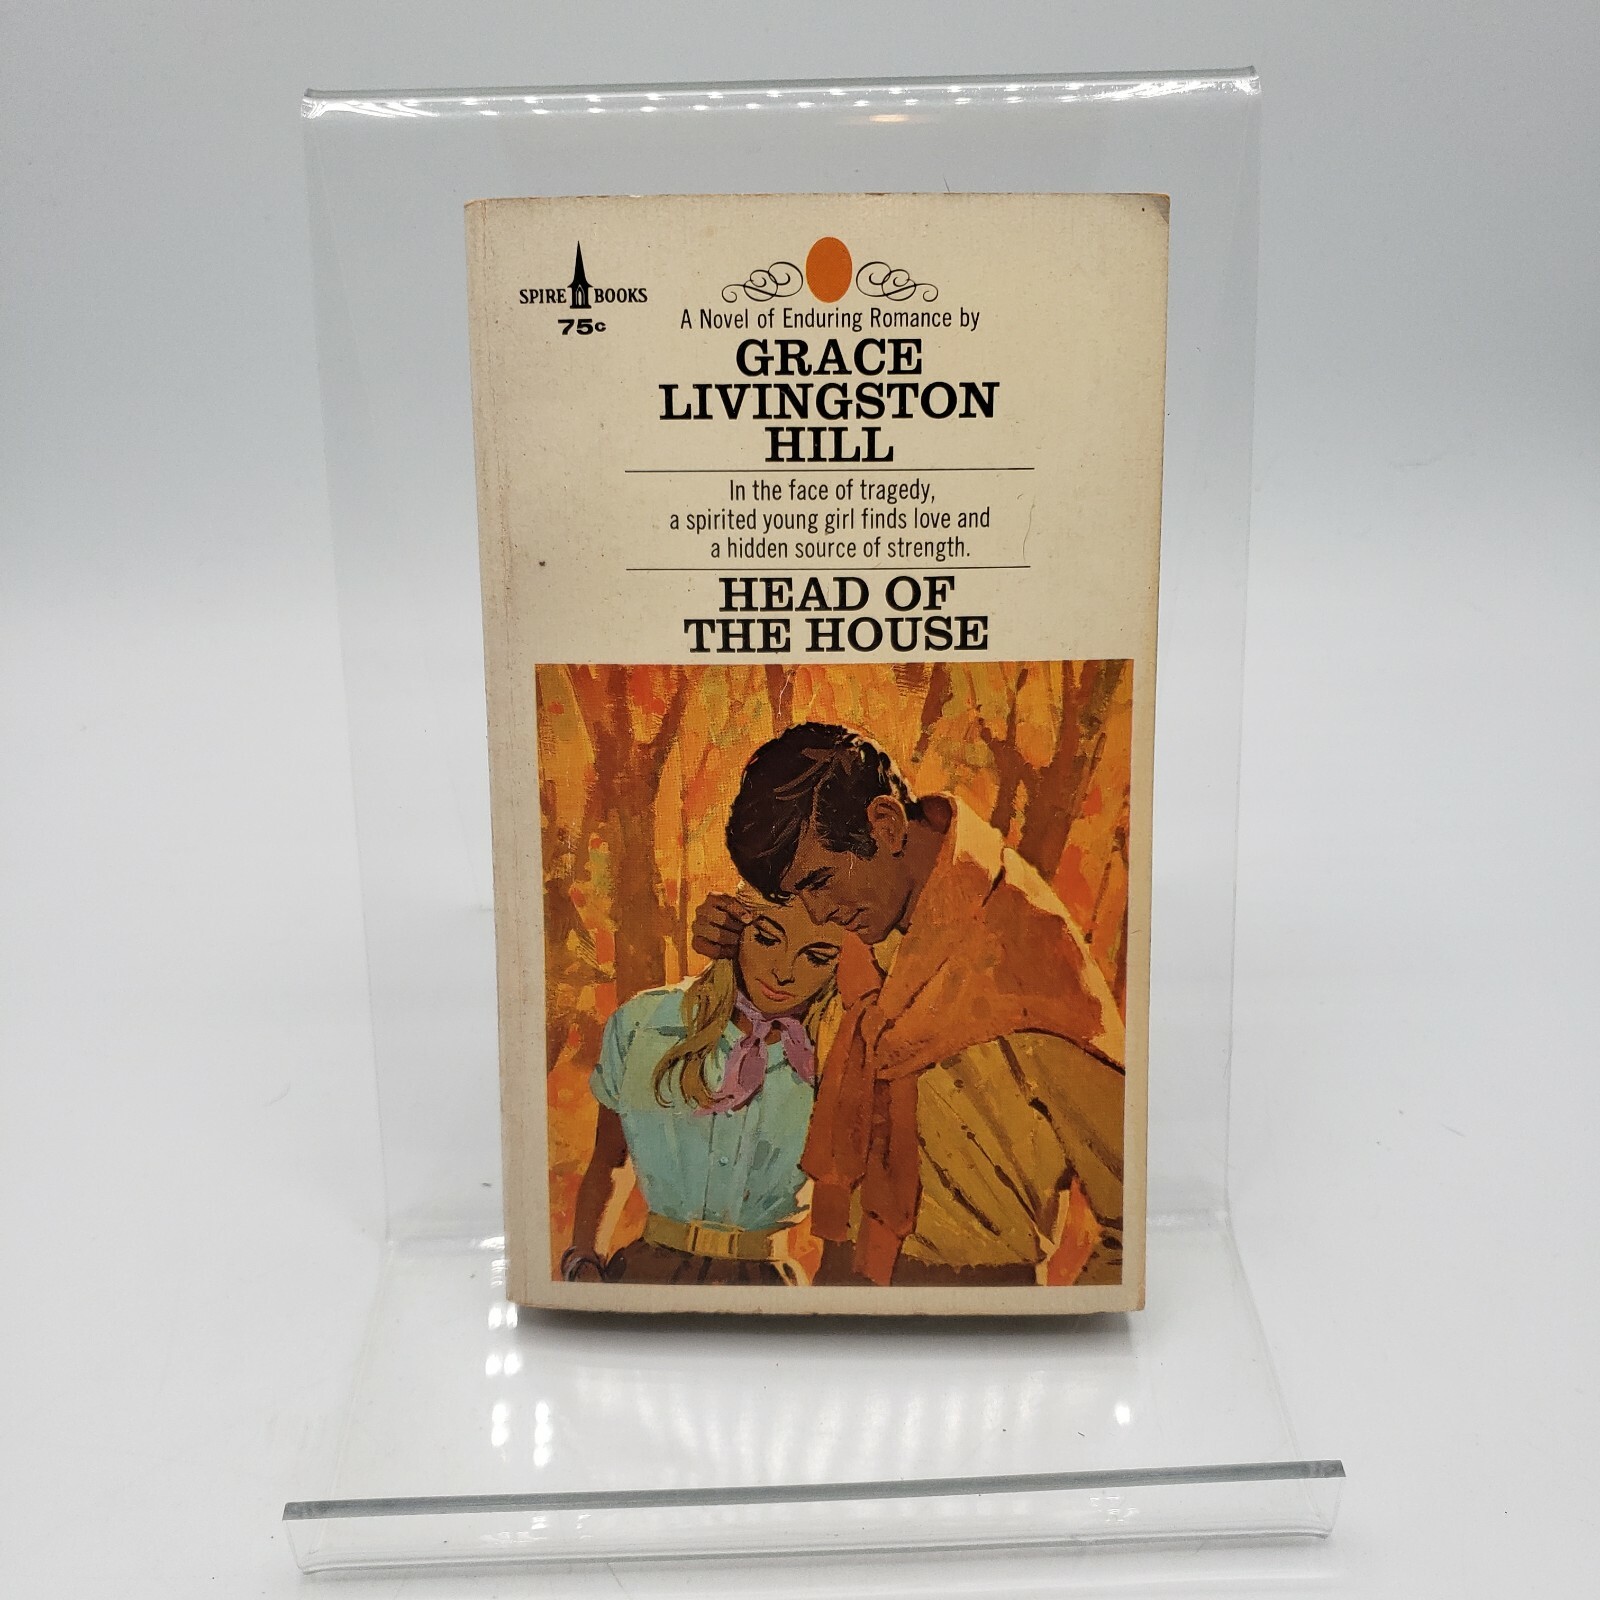 SPIRE BOOKS
75c
A Novel of Enduring Romance by
GRACE
LIVINGSTON
HILL
In the face of tragedy,
a spirited young girl finds love and
a hidden source of strength.
HEAD OF
THE HOUSE